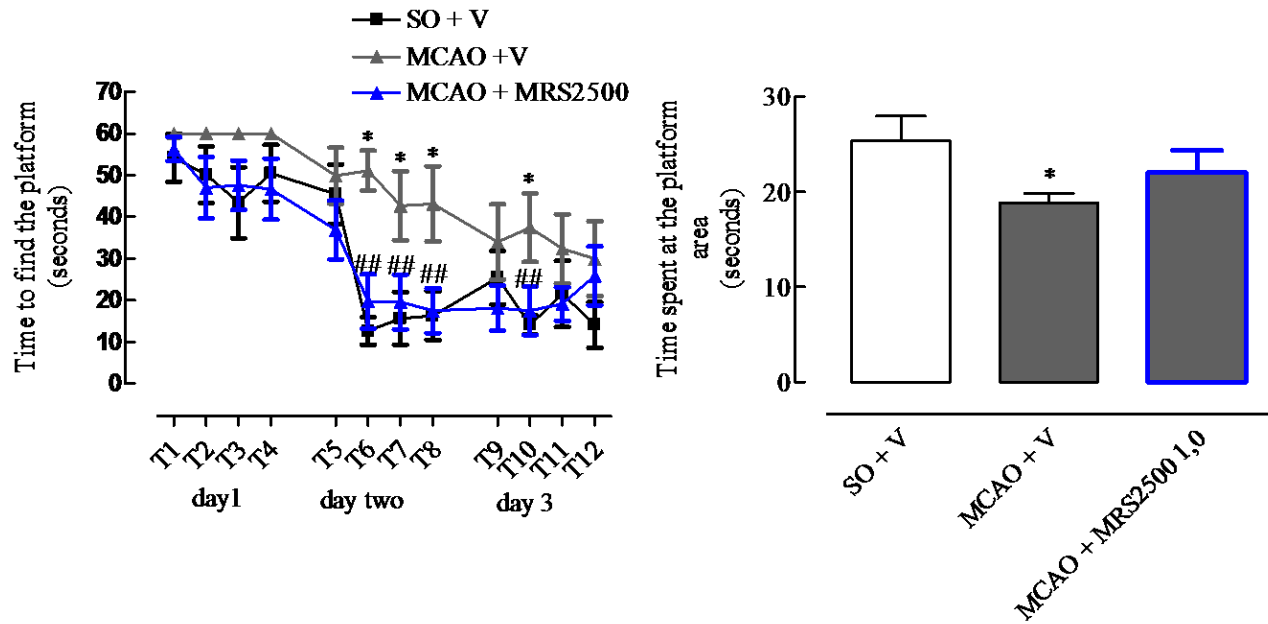 SO + V
MCAO +V
MCAO + MRS2500
Time to find the platform
(seconds)
70
60
50
40
30
20
10
0
* * * *
## ## ## ##
T1 T2 T3 T4 T5 T6 T7 T8 T9 T10 T11 T12
day1 day two day 3
Time spent at the platform
area
(seconds)
30
20
10
0
*
SO + V
MCAO + V
MCAO + MRS2500 1,0